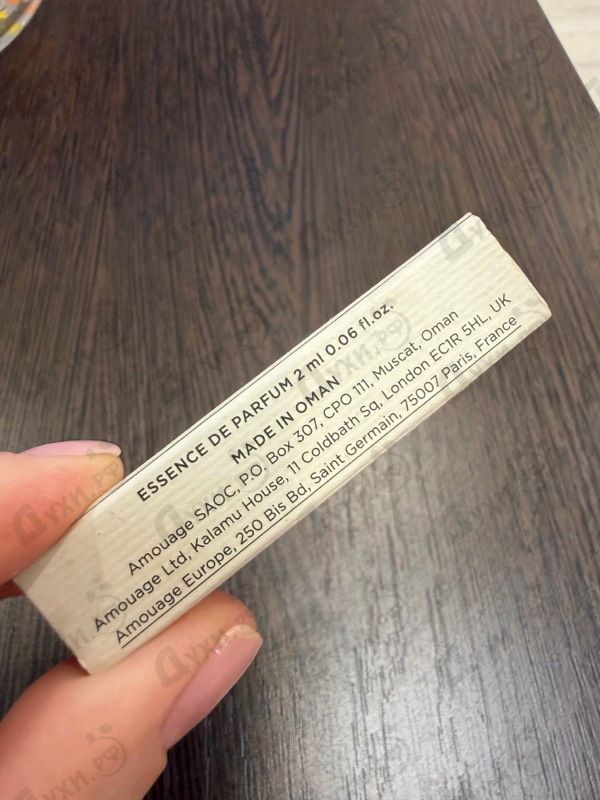 ESSENCE DE PARFUM 2 ml 0.06 fl.oz.
MADE IN OMAN
Amouage SAOC, P.O. Box 307, CPO 111, Muscat, Oman
Amouage Ltd, Kalamu House, 11 Coldbath Sq, London EC1R 5HL, UK
Amouage Europe, 250 Bis Bd, Saint Germain, 75007 Paris, France
Духи.рф